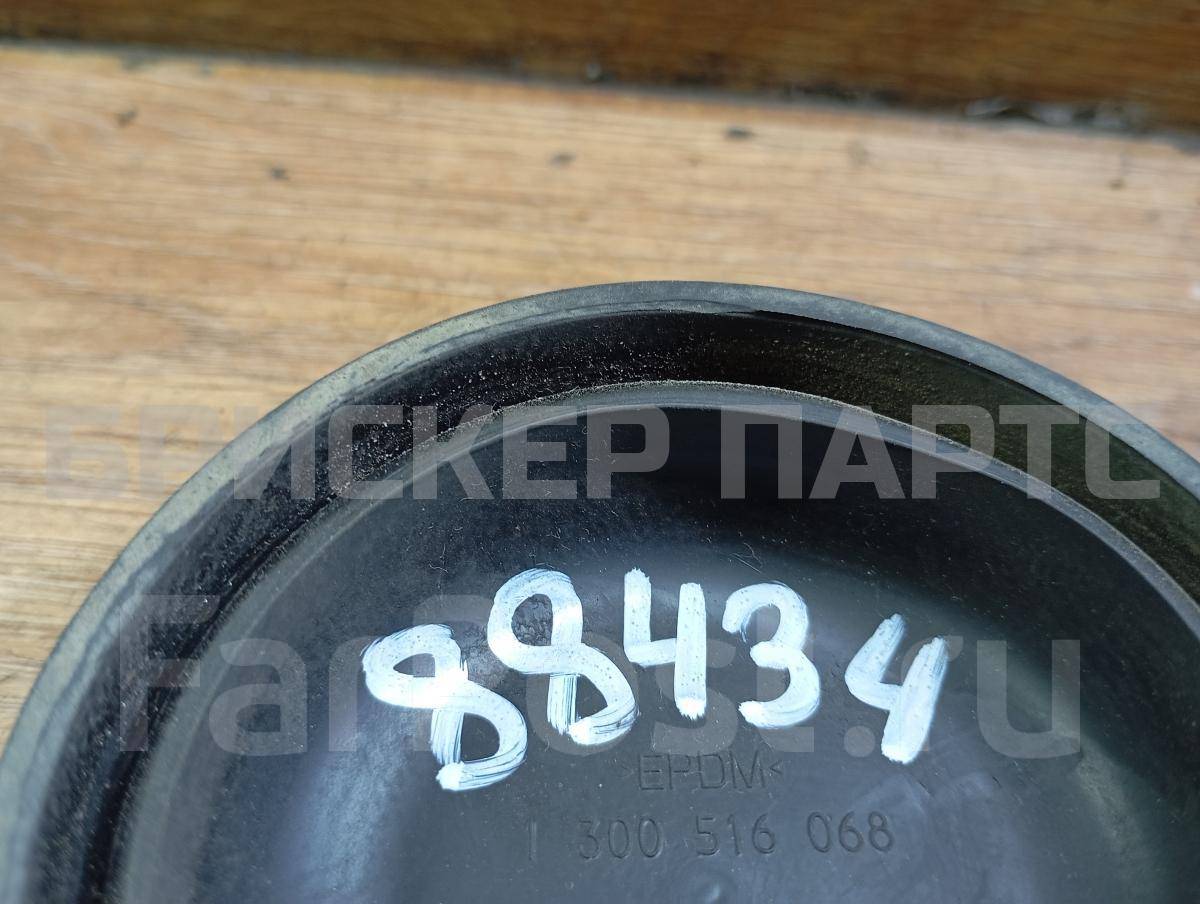 БРИСКЕР ПАРТС
FarPost.ru
88434
>EPDM<
1 300 516 068